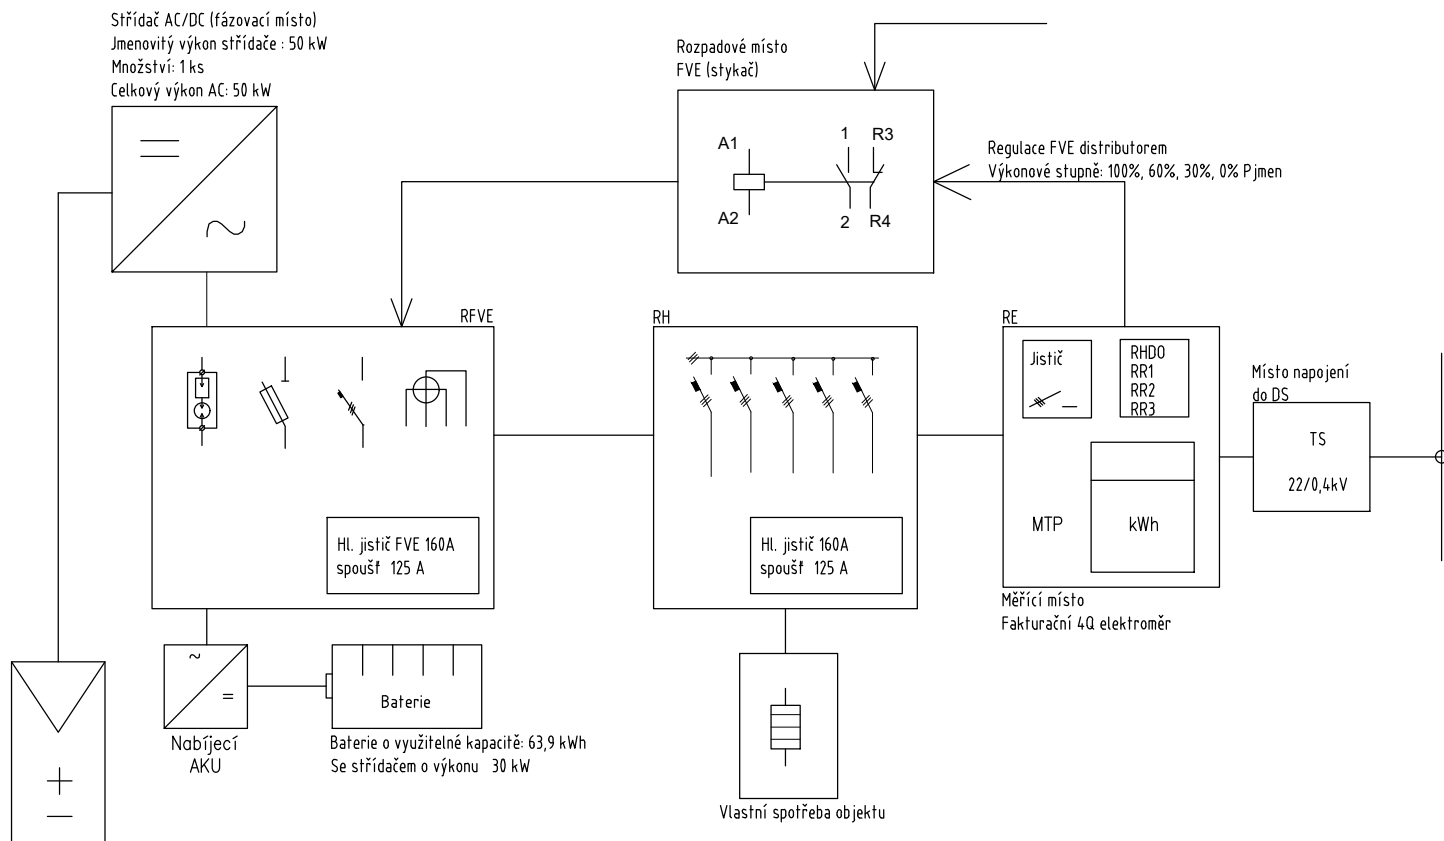 Střídač AC/DC (fázovací místo)
Jmenovitý výkon střídače : 50 kW
Množství: 1 ks
Celkový výkon AC: 50 kW
Rozpadové místo
FVE (stykač)
A1
A2
1
R3
2
R4
Regulace FVE distributorem
Výkonové stupně: 100%, 60%, 30%, 0% Pjmen
RFVE
Hl. jistič FVE 160A
spoušť 125 A
RH
Hl. jistič 160A
spoušť 125 A
RE
Jistič
RHDO
RR1
RR2
RR3
MTP
kWh
Měřící místo
Fakturační 4Q elektroměr
Místo napojení
do DS
TS
22/0,4kV
Baterie
Nabíjecí
AKU
Baterie o využitelné kapacitě: 63,9 kWh
Se střídačem o výkonu 30 kW
Vlastní spotřeba objektu